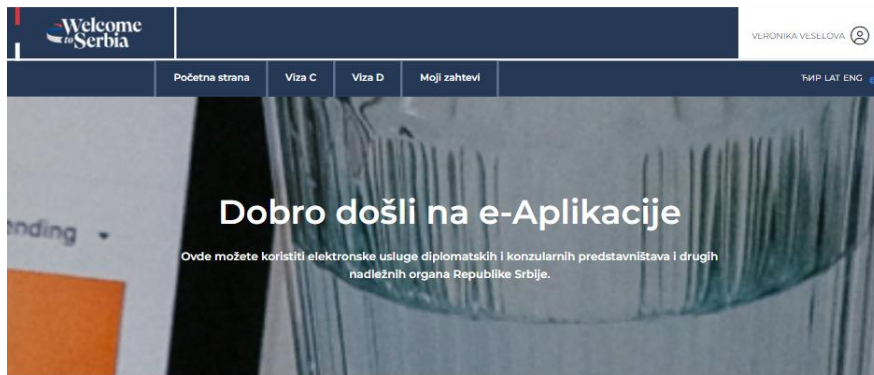 Welcome
to Serbia
VERONIKA VESELOVA
Početna strana Viza C Viza D Moji zahtevi ЋИР LAT ENG
ending
Dobro došli na e-Aplikacije
Ovde možete koristiti elektronske usluge diplomatskih i konzularnih predstavništava i drugih
nadležnih organa Republike Srbije.